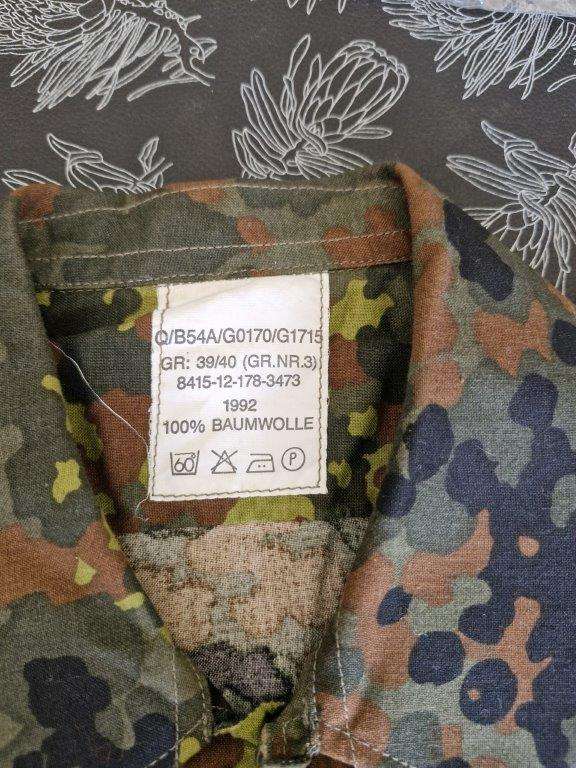 Q/B54A/G0170/G1715
GR: 39/40 (GR.NR.3)
8415-12-178-3473
1992
100% BAUMWOLLE
60 P